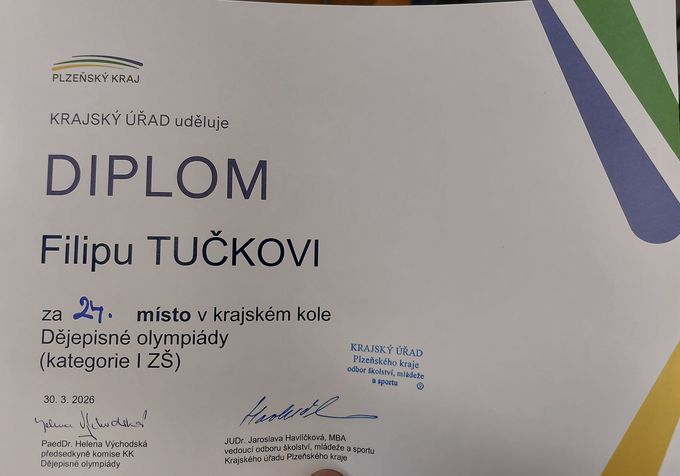 PLZEŇSKÝ KRAJ
KRAJSKÝ ÚŘAD uděluje
DIPLOM
Filipu TUČKOVI
za 24. místo v krajském kole
Dějepisné olympiády
(kategorie I ZŠ)
KRAJSKÝ ÚŘAD
Plzeňského kraje
odbor školství, mládeže
a sportu
30. 3. 2026
PaedDr. Helena Východská
předsedkyně komise KK
Dějepisné olympiády
JUDr. Jaroslava Havlíčková, MBA
vedoucí odboru školství, mládeže a sportu
Krajského úřadu Plzeňského kraje